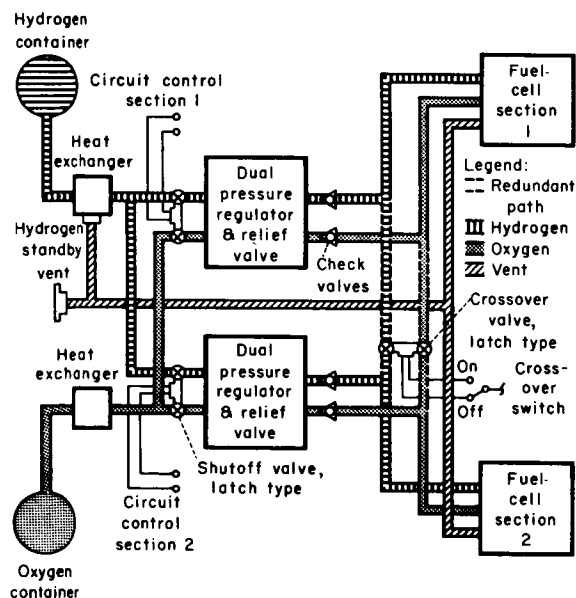 Hydrogen
container
Circuit control
section 1
Heat
exchanger
Dual
pressure
regulator
& relief
valve
Fuel-
cell
section
1
Legend:
Redundant
path
Hydrogen
Oxygen
Vent
Hydrogen
standby
vent
Check
valves
Crossover
valve,
latch type
Heat
exchanger
Dual
pressure
regulator
& relief
valve
On
Off
Cross-
over
switch
Shutoff valve,
latch type
Circuit
control
section 2
Fuel-
cell
section
2
Oxygen
container